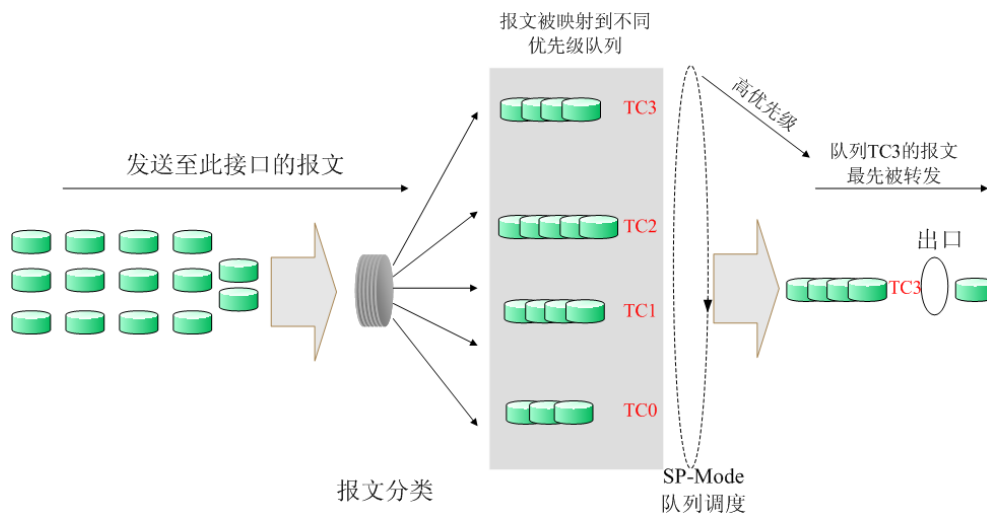 报文被映射到不同
优先级队列
TC3
高优先级
发送至此接口的报文
队列TC3的报文
最先被转发
TC2
出口
TC3
TC1
TC0
SP-Mode
队列调度
报文分类